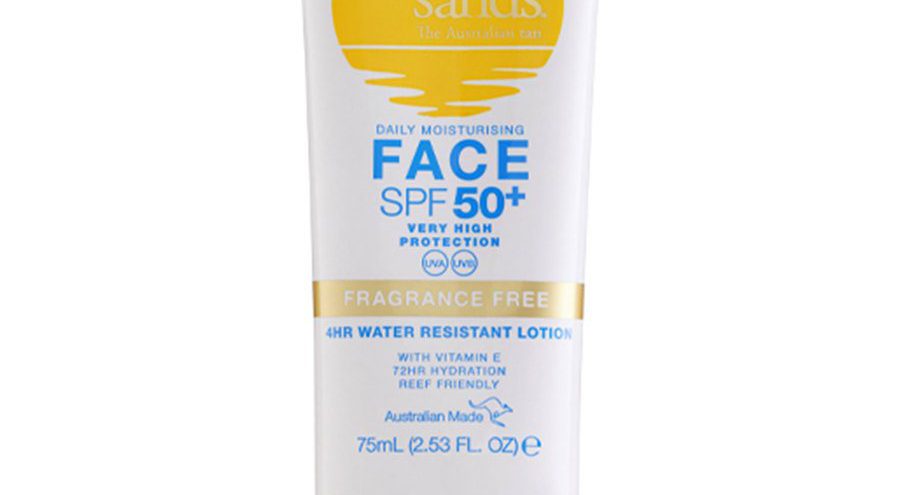 sands.
The Australian tan
DAILY MOISTURISING
FACE
SPF 50+
VERY HIGH
PROTECTION
UVA UVB
FRAGRANCE FREE
4HR WATER RESISTANT LOTION
WITH VITAMIN E
72HR HYDRATION
REEF FRIENDLY
Australian Made
75mL (2.53 FL. OZ) ℮